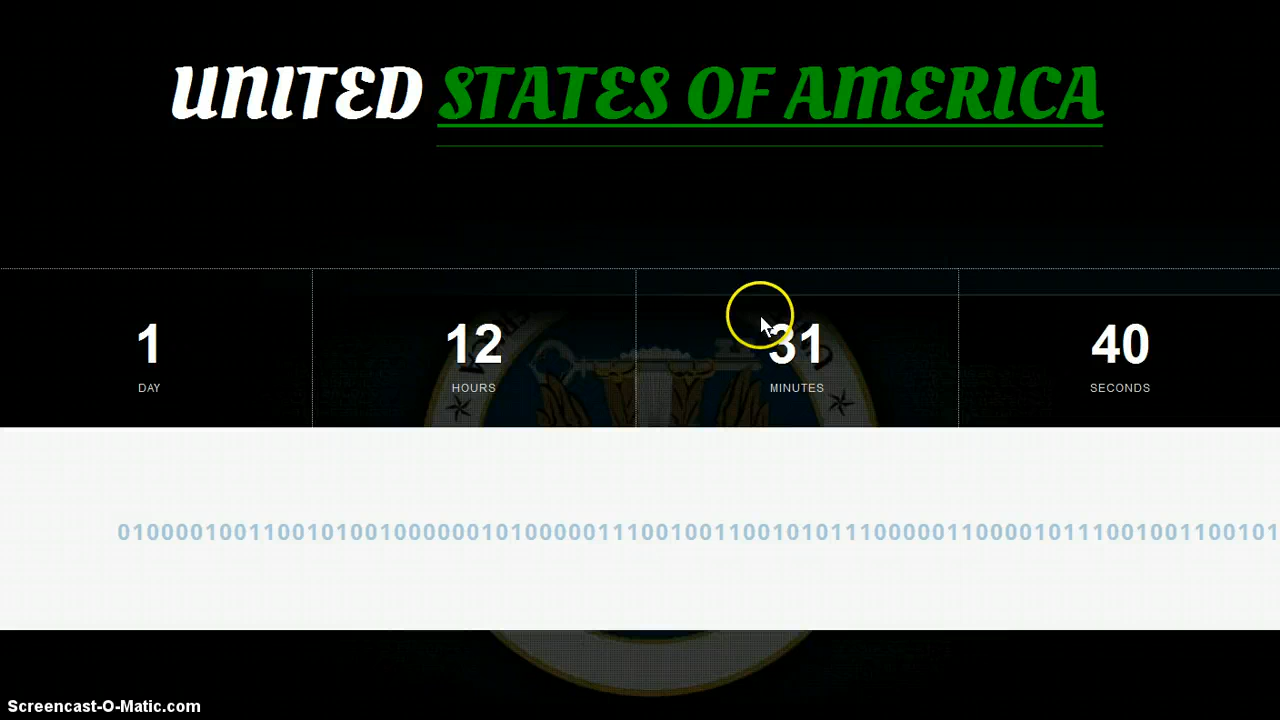 UNITED STATES OF AMERICA
1 12 31 40
DAY HOURS MINUTES SECONDS
01000010011001010010000001010000011100100110010101110000011000010111001001100101
Screencast-O-Matic.com